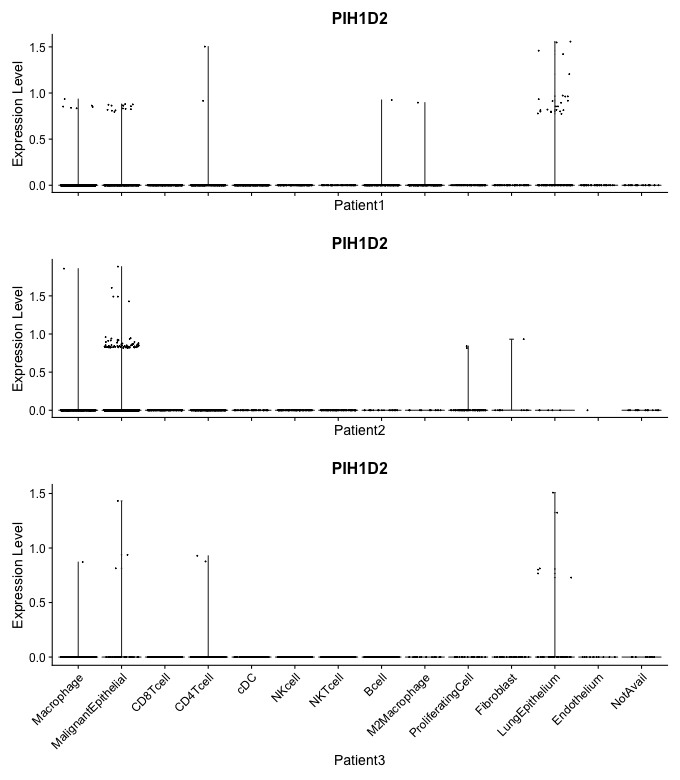 PIH1D2
Expression Level
1.5
1.0
0.5
0.0
Patient1
PIH1D2
Expression Level
1.5
1.0
0.5
0.0
Patient2
PIH1D2
Expression Level
1.5
1.0
0.5
0.0
Macrophage
MalignantEpithelial
CD8Tcell
CD4Tcell
cDC
NKcell
NKTcell
Bcell
M2Macrophage
ProliferatingCell
Fibroblast
LungEpithelium
Endothelium
NotAvail
Patient3